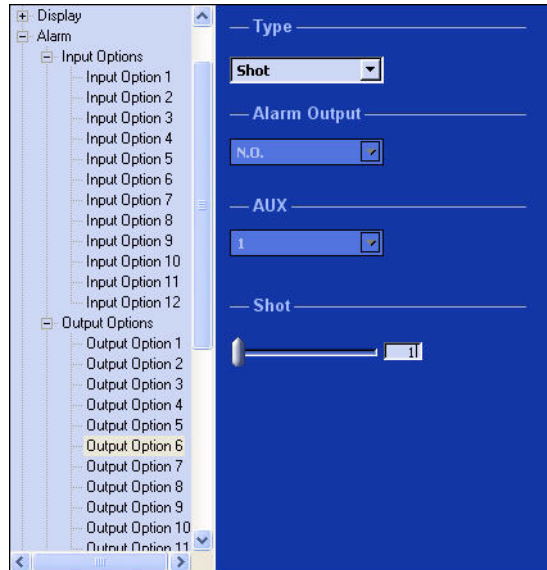 Display
Alarm
Input Options
Input Option 1
Input Option 2
Input Option 3
Input Option 4
Input Option 5
Input Option 6
Input Option 7
Input Option 8
Input Option 9
Input Option 10
Input Option 11
Input Option 12
Output Options
Output Option 1
Output Option 2
Output Option 3
Output Option 4
Output Option 5
Output Option 6
Output Option 7
Output Option 8
Output Option 9
Output Option 10
Output Option 11
Type
Shot
Alarm Output
N.O.
AUX
1
Shot
1